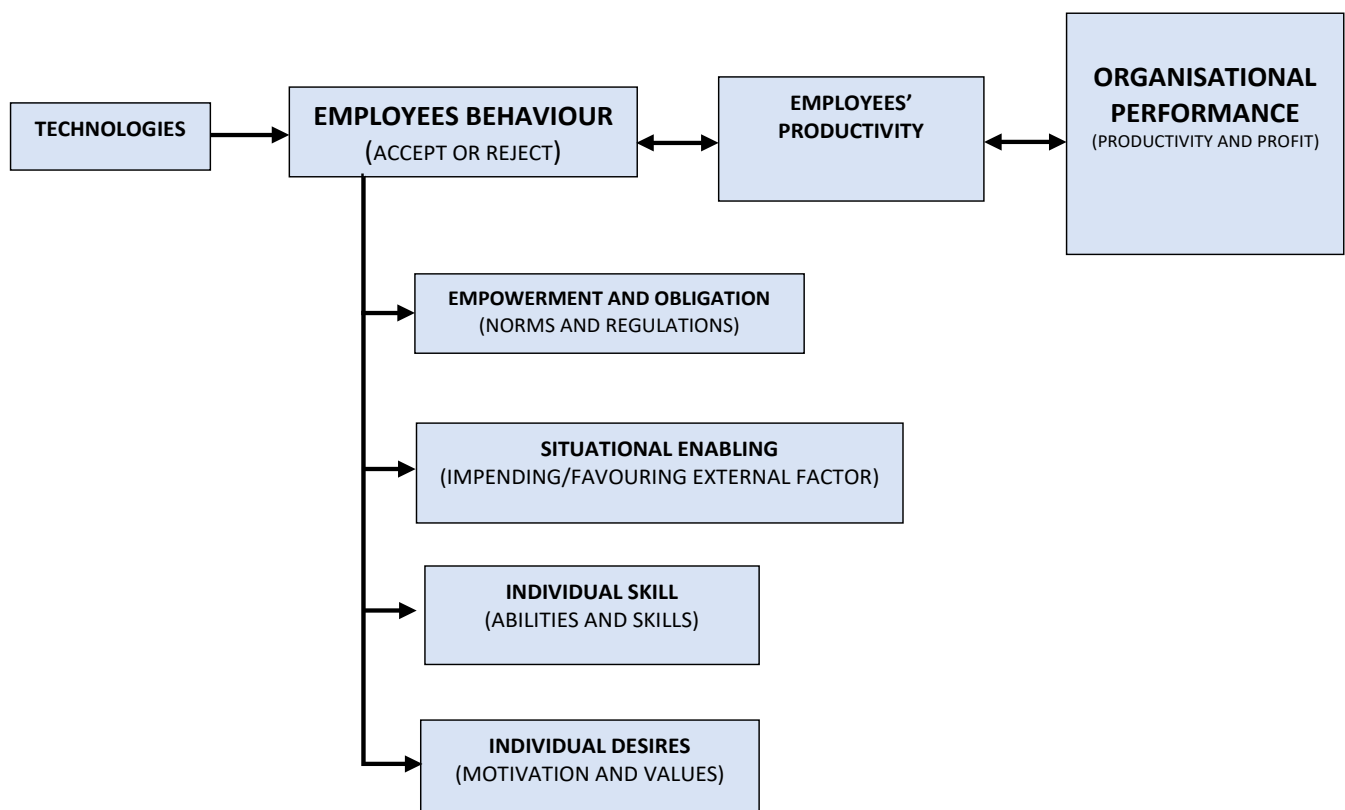 TECHNOLOGIES
EMPLOYEES BEHAVIOUR
(ACCEPT OR REJECT)
EMPLOYEES’
PRODUCTIVITY
ORGANISATIONAL
PERFORMANCE
(PRODUCTIVITY AND PROFIT)
EMPOWERMENT AND OBLIGATION
(NORMS AND REGULATIONS)
SITUATIONAL ENABLING
(IMPENDING/FAVOURING EXTERNAL FACTOR)
INDIVIDUAL SKILL
(ABILITIES AND SKILLS)
INDIVIDUAL DESIRES
(MOTIVATION AND VALUES)